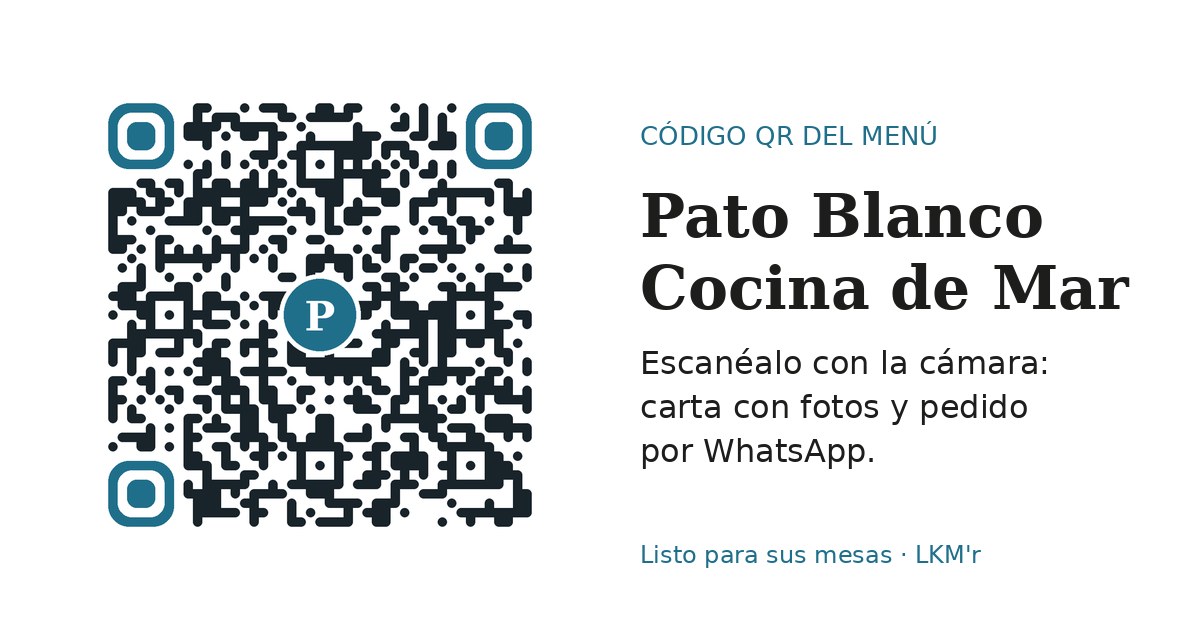 P
CÓDIGO QR DEL MENÚ
Pato Blanco
Cocina de Mar
Escanéalo con la cámara:
carta con fotos y pedido
por WhatsApp.
Listo para sus mesas · LKM'r